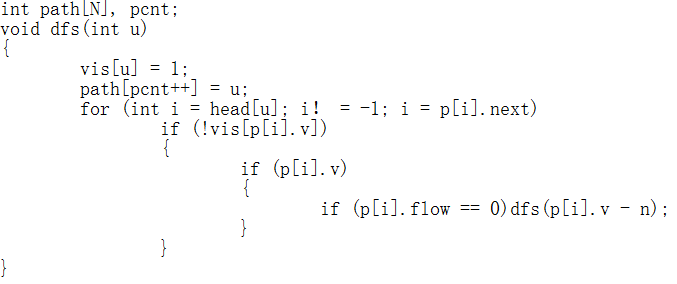 int path[N], pcnt;
void dfs(int u)
{
vis[u] = 1;
path[pcnt++] = u;
for (int i = head[u]; i!  = -1; i = p[i].next)
if (!vis[p[i].v])
{
if (p[i].v)
{
if (p[i].flow == 0)dfs(p[i].v - n);
}
}
}